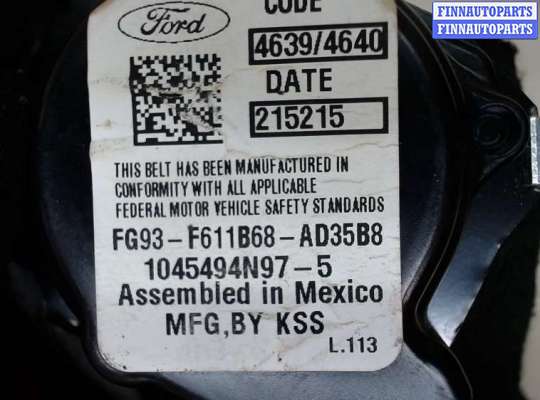 FINNAUTOPARTS
FINNAUTOPARTS
Ford
CODE
4639/4640
DATE
215215
THIS BELT HAS BEEN MANUFACTURED IN
CONFORMITY WITH ALL APPLICABLE
FEDERAL MOTOR VEHICLE SAFETY STANDARDS
FG93-F611B68-AD35B8
1045494N97-5
Assembled in Mexico
MFG,BY KSS
L.113